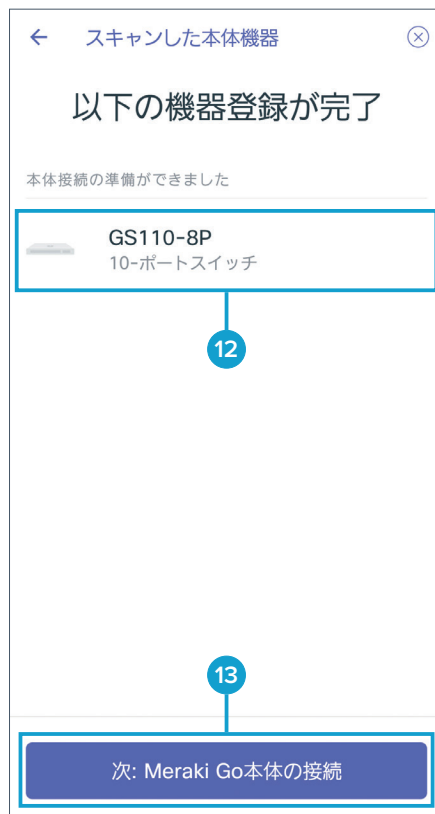 スキャンした本体機器
以下の機器登録が完了
本体接続の準備ができました
GS110-8P
10-ポートスイッチ
12
13
次: Meraki Go本体の接続